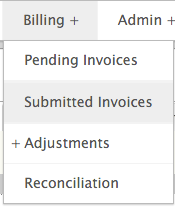 Billing + Admin +
Pending Invoices
Submitted Invoices
+ Adjustments
Reconciliation